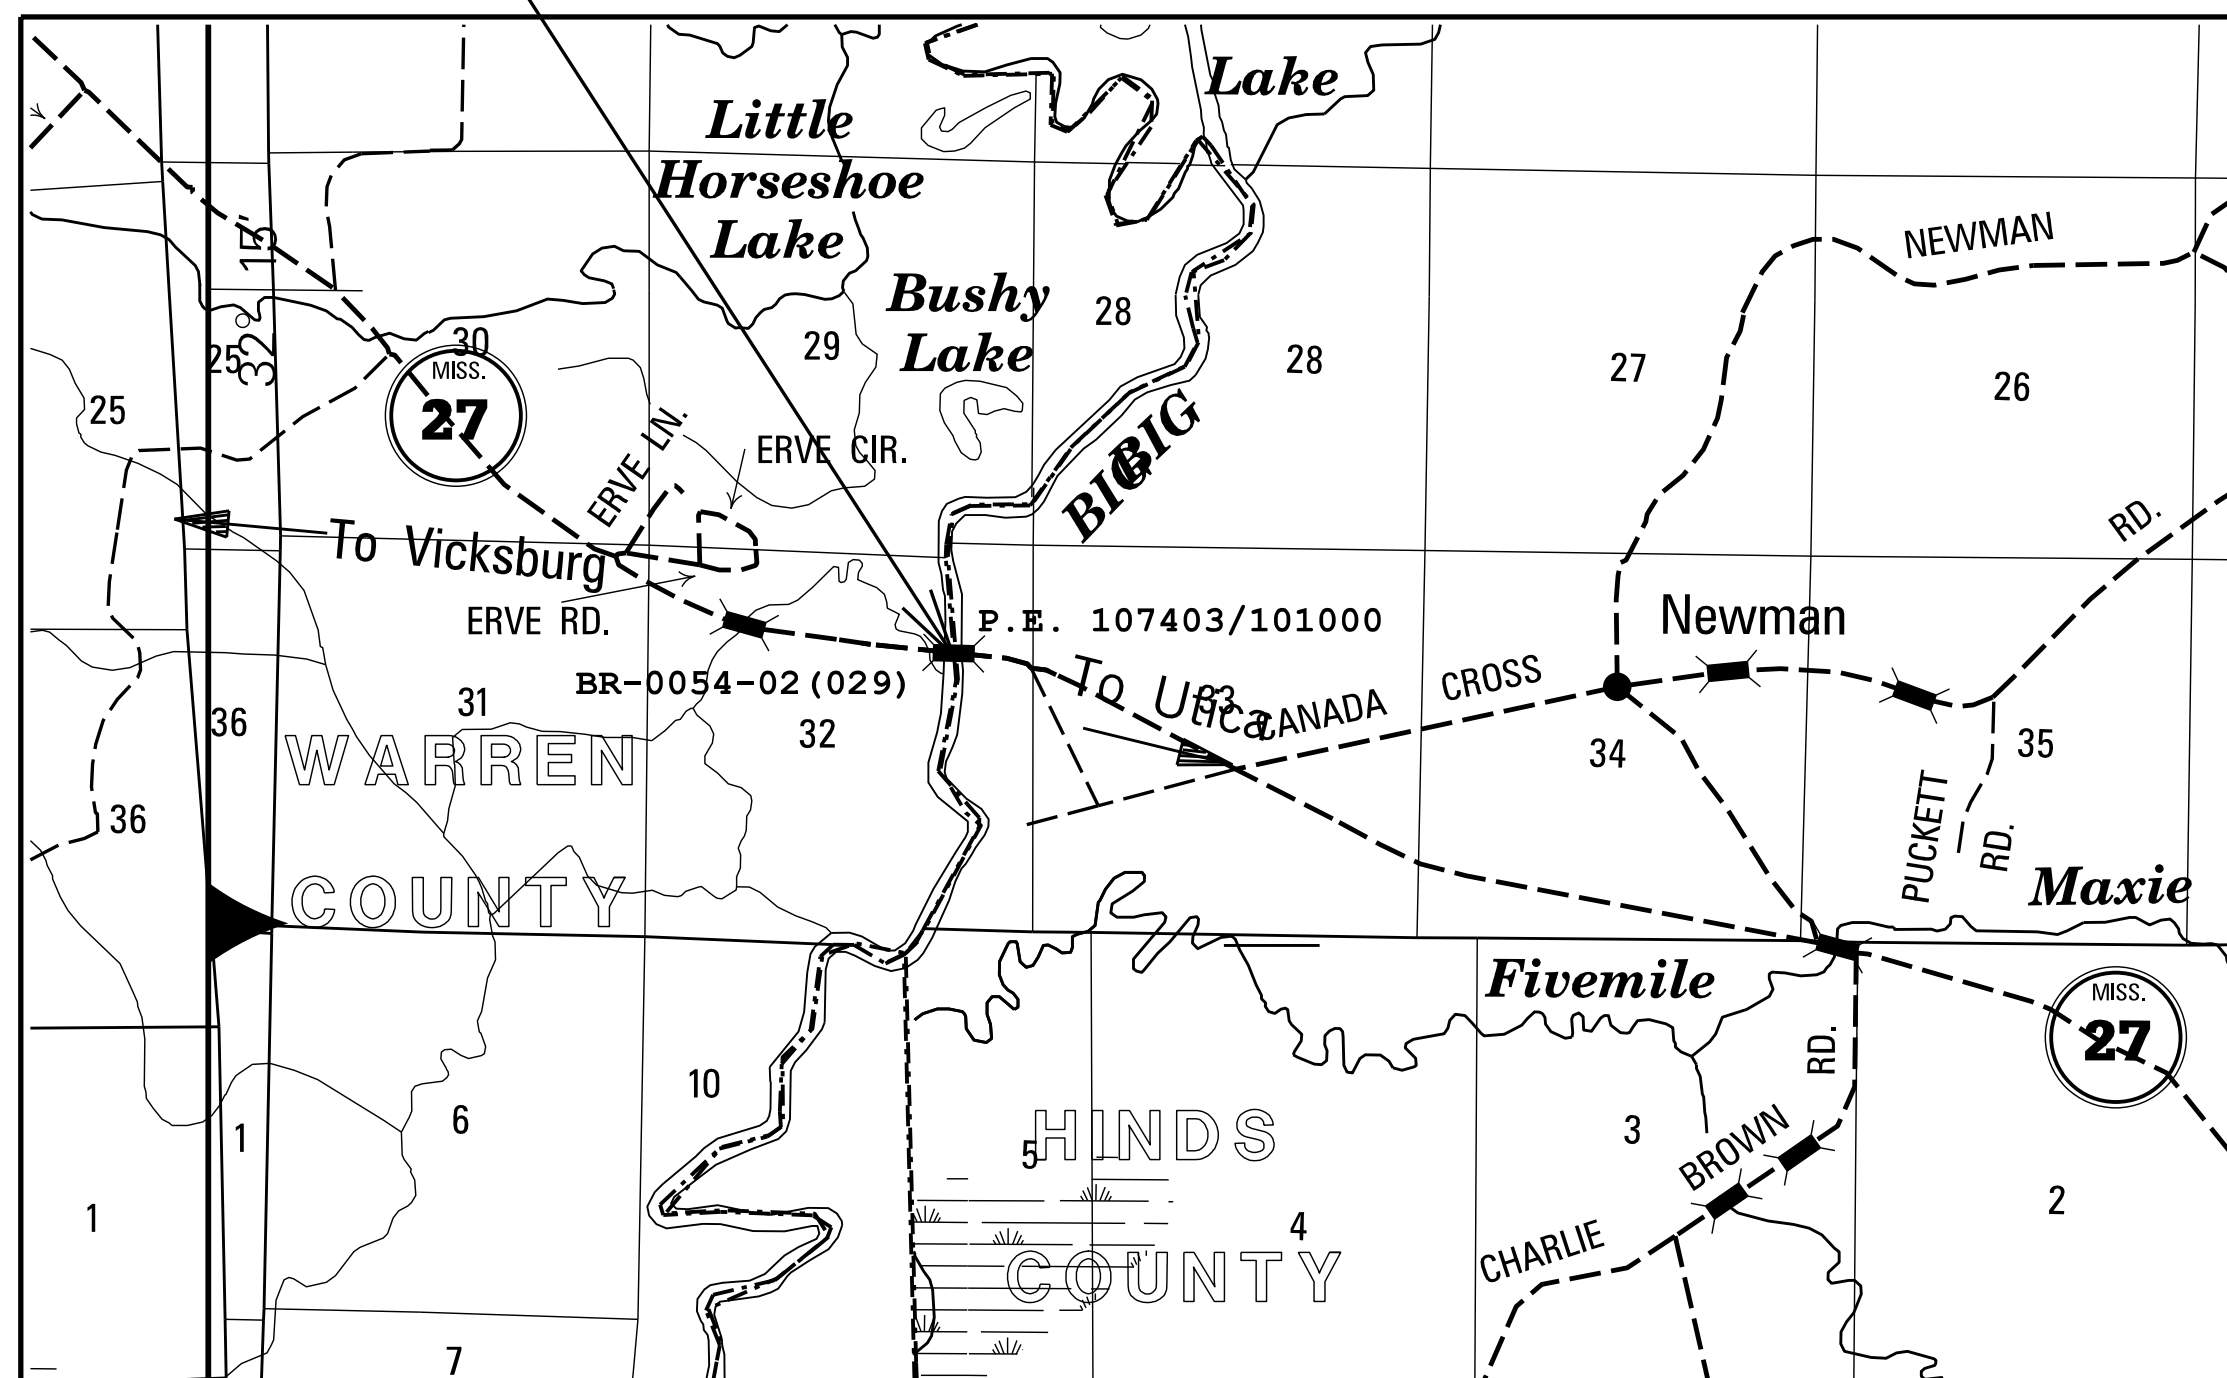 Lake
Little
Horseshoe
Lake
Bushy
Lake
NEWMAN
32° 15'
28
28
27
26
29
30
25
25
MISS.
27
BIG
BIG
ERVE LN.
ERVE CIR.
RD.
To Vicksburg
ERVE RD.
P.E. 107403/101000
Newman
BR-0054-02(029)
To Utica
33
CANADA CROSS
31
32
36
34
35
36
WARREN
COUNTY
PUCKETT
RD.
Maxie
Fivemile
MISS.
27
RD.
10
6
1
5
HINDS
3
BROWN
1
4
2
CHARLIE
COUNTY
7